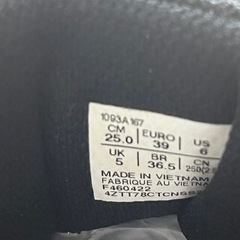 1093A167
CM 25.0 EURO 39 US 6
UK 5 BR 36.5 CN 250(2.5
MADE IN VIETNAM
FABRIQUE AU VIETNAM
F460422